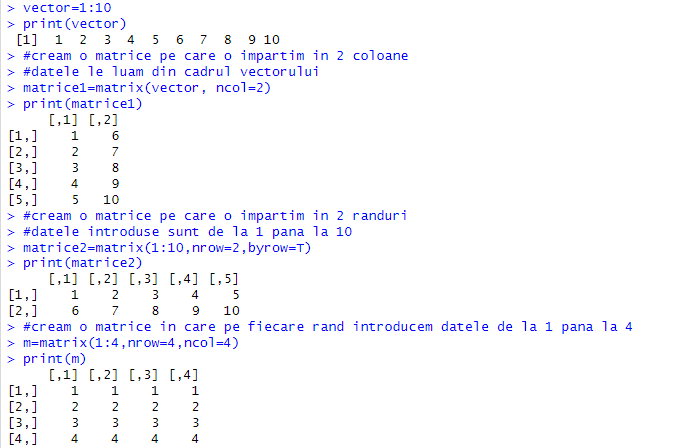 > vector=1:10
> print(vector)
 [1]  1  2  3  4  5  6  7  8  9 10
> #cream o matrice pe care o impartim in 2 coloane
> #datele le luam din cadrul vectorului
> matrice1=matrix(vector, ncol=2)
> print(matrice1)
     [,1] [,2]
[1,]    1    6
[2,]    2    7
[3,]    3    8
[4,]    4    9
[5,]    5   10
> #cream o matrice pe care o impartim in 2 randuri
> #datele introduse sunt de la 1 pana la 10
> matrice2=matrix(1:10,nrow=2,byrow=T)
> print(matrice2)
     [,1] [,2] [,3] [,4] [,5]
[1,]    1    2    3    4    5
[2,]    6    7    8    9   10
> #cream o matrice in care pe fiecare rand introducem datele de la 1 pana la 4
> m=matrix(1:4,nrow=4,ncol=4)
> print(m)
     [,1] [,2] [,3] [,4]
[1,]    1    1    1    1
[2,]    2    2    2    2
[3,]    3    3    3    3
[4,]    4    4    4    4